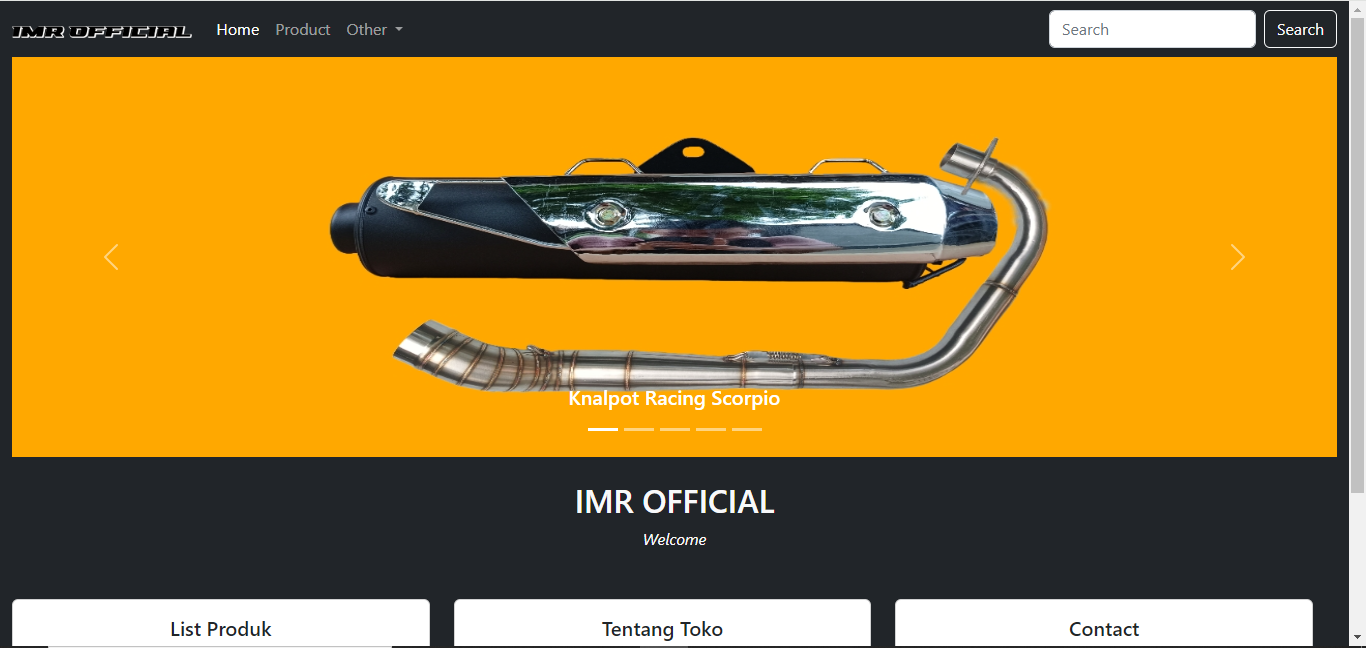 IMR OFFICIAL Home Product Other Search Search
Knalpot Racing Scorpio
IMR OFFICIAL
Welcome
List Produk Tentang Toko Contact